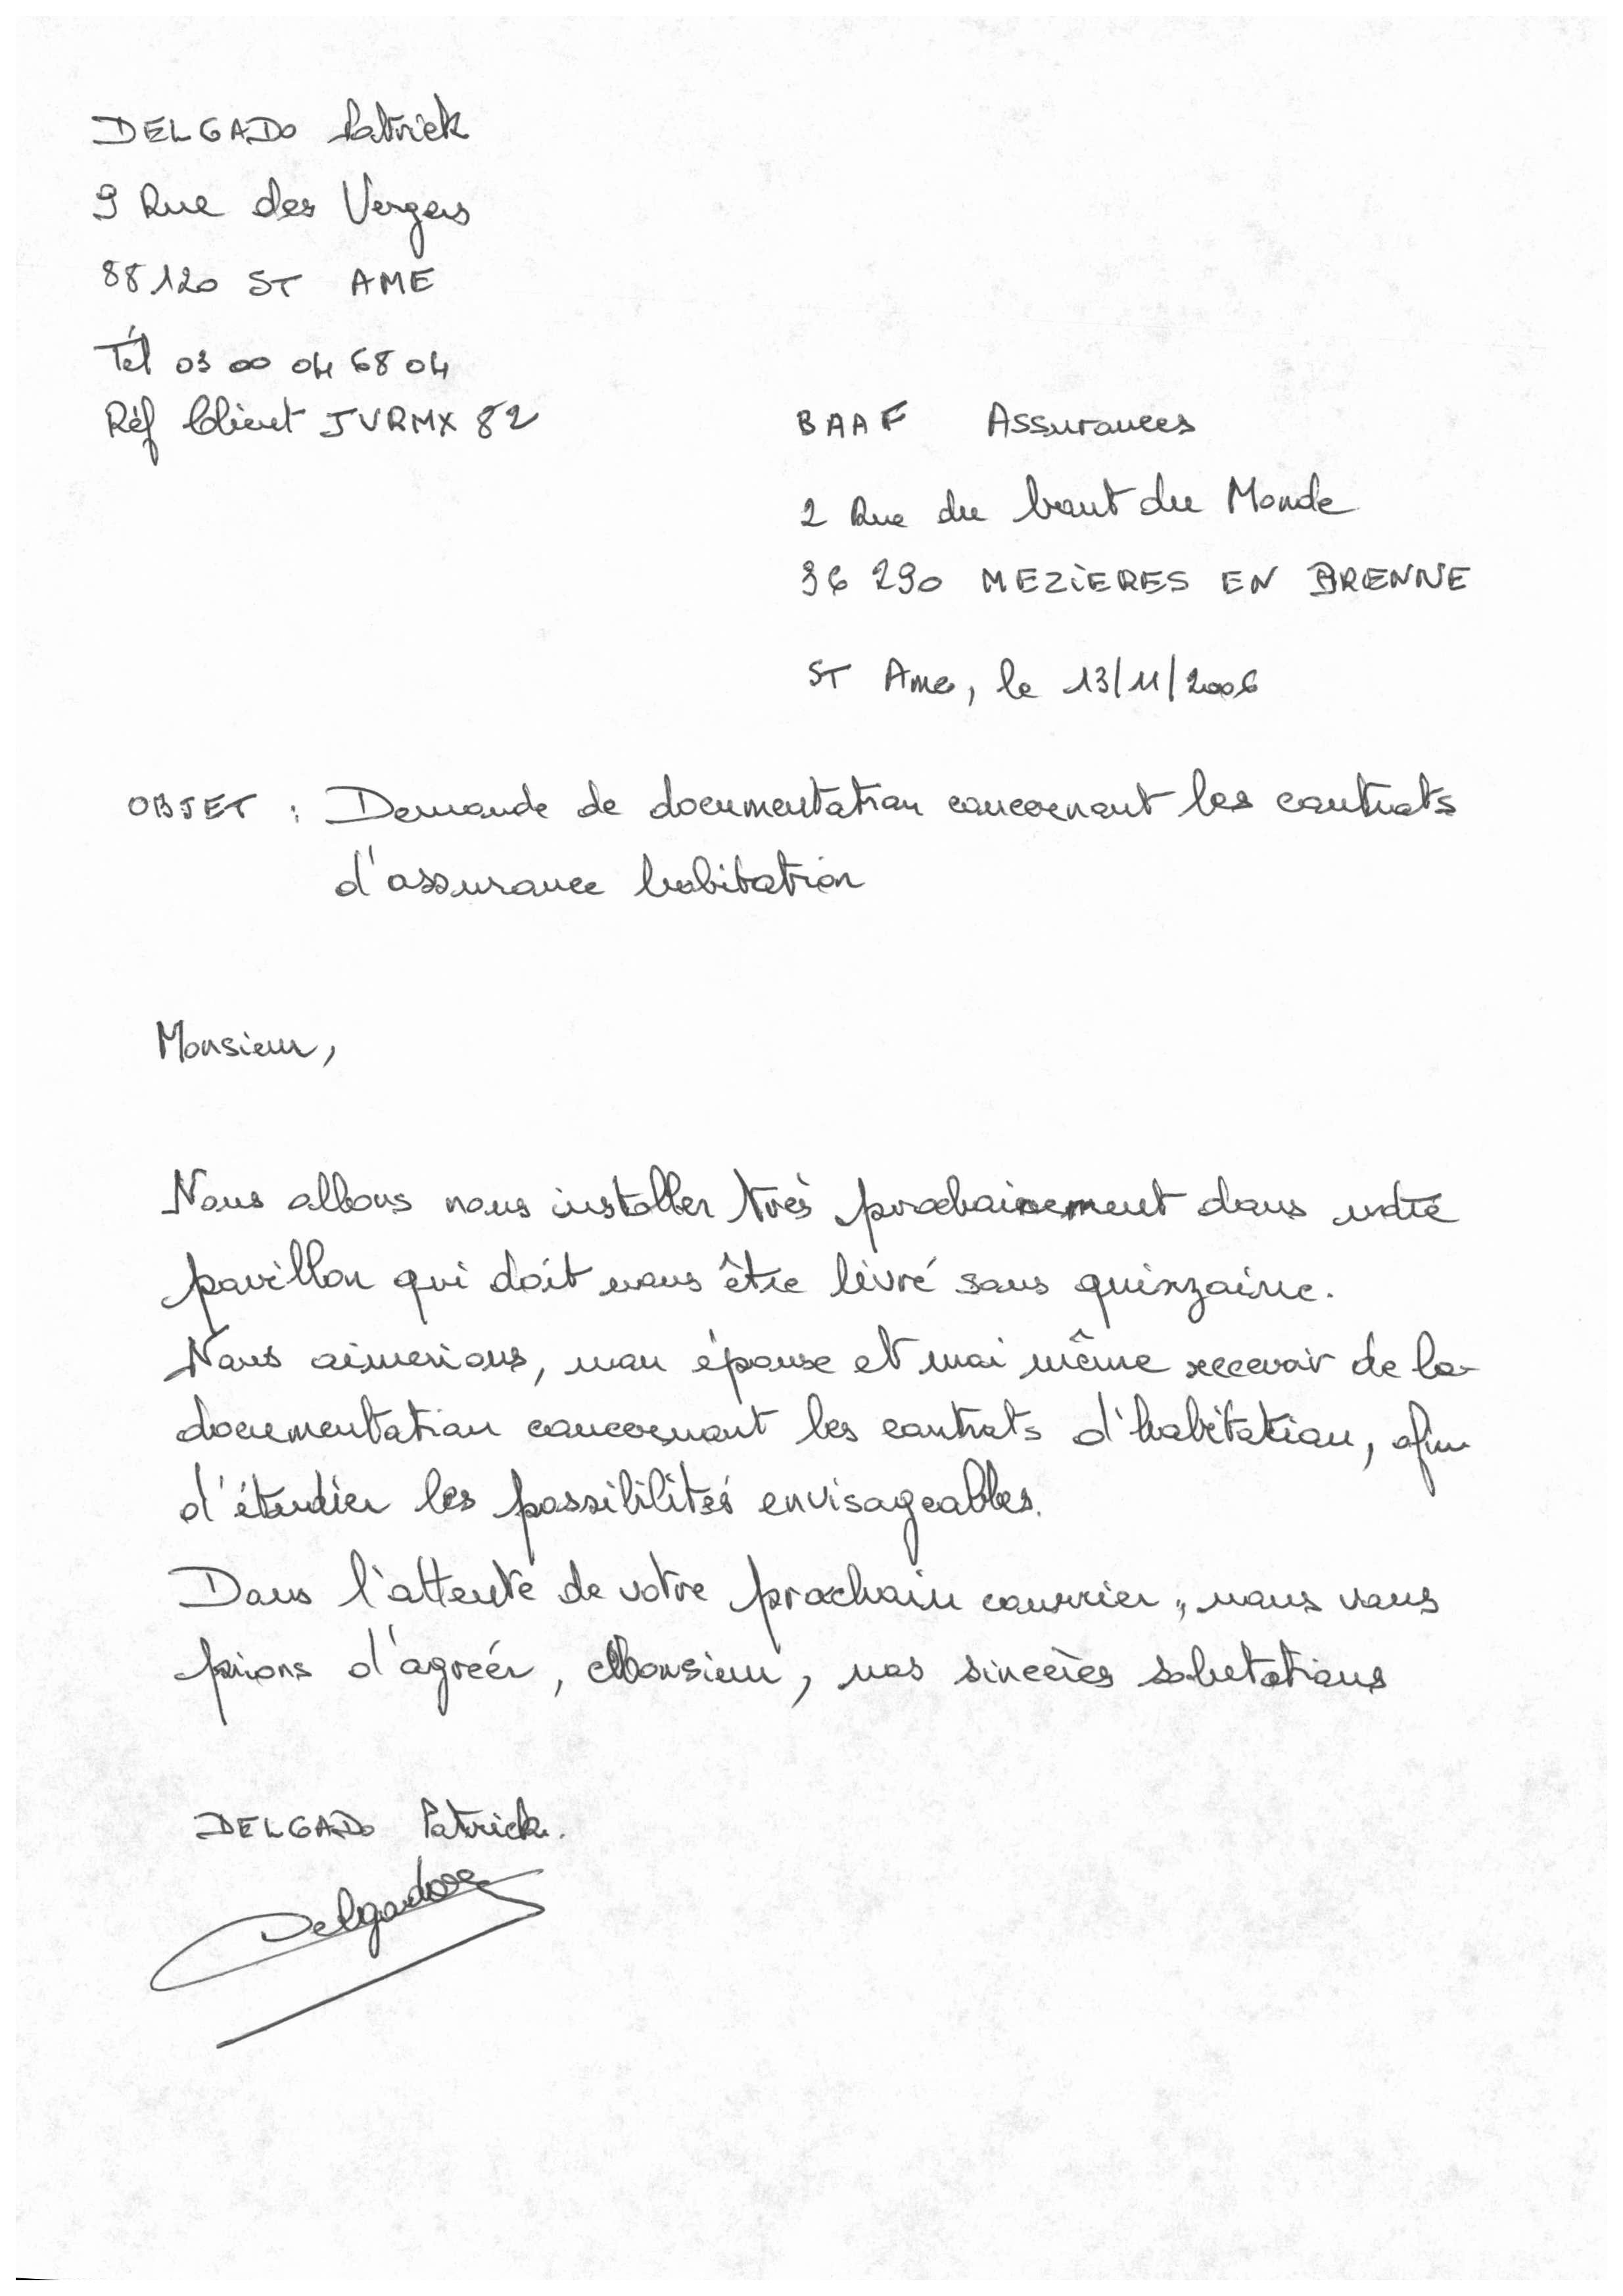 DELGADO Patrick
9 Rue des Vergers
88120 ST AME
Tél 03 00 04 68 04
Réf Client JVRMX 82
BAAF Assurances
2 Rue du haut du Monde
36 290 MEZIERES EN BRENNE
ST Ame, le 13/11/2006
OBJET : Demande de documentation concernant les contrats
d'assurance habitation
Monsieur,
Nous allons nous installer très prochainement dans notre
pavillon qui doit nous être livré sous quinzaine.
Nous aimerions, mon épouse et moi même recevoir de la
documentation concernant les contrats d'habitation, afin
d'étudier les possibilités envisageables.
Dans l'attente de votre prochain courrier, nous vous
prions d'agréer, Monsieur, nos sincères salutations
DELGADO Patrick.
Delgado